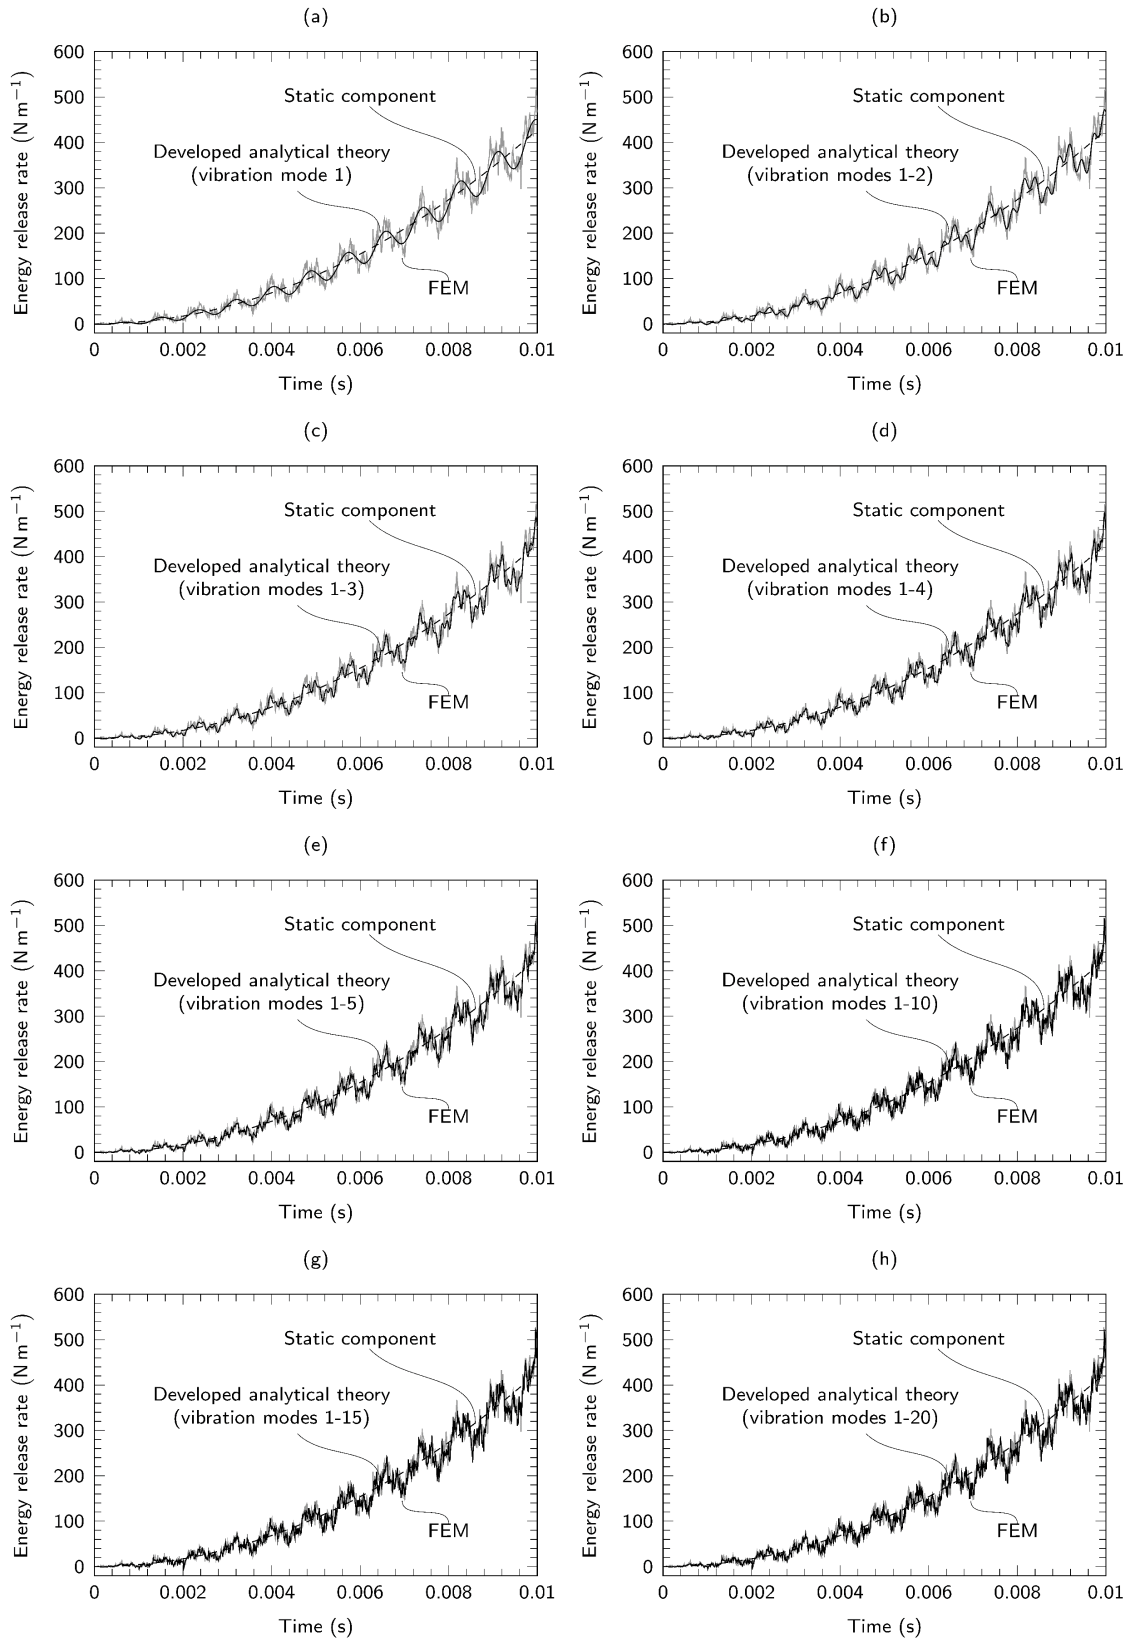 (a)
600
500
400
300
200
100
0
Energy release rate (N m−1)
Static component
Developed analytical theory
(vibration mode 1)
FEM
0 0.002 0.004 0.006 0.008 0.01
Time (s)
(b)
600
500
400
300
200
100
0
Energy release rate (N m−1)
Static component
Developed analytical theory
(vibration modes 1-2)
FEM
0 0.002 0.004 0.006 0.008 0.01
Time (s)
(c)
600
500
400
300
200
100
0
Energy release rate (N m−1)
Static component
Developed analytical theory
(vibration modes 1-3)
FEM
0 0.002 0.004 0.006 0.008 0.01
Time (s)
(d)
600
500
400
300
200
100
0
Energy release rate (N m−1)
Static component
Developed analytical theory
(vibration modes 1-4)
FEM
0 0.002 0.004 0.006 0.008 0.01
Time (s)
(e)
600
500
400
300
200
100
0
Energy release rate (N m−1)
Static component
Developed analytical theory
(vibration modes 1-5)
FEM
0 0.002 0.004 0.006 0.008 0.01
Time (s)
(f)
600
500
400
300
200
100
0
Energy release rate (N m−1)
Static component
Developed analytical theory
(vibration modes 1-10)
FEM
0 0.002 0.004 0.006 0.008 0.01
Time (s)
(g)
600
500
400
300
200
100
0
Energy release rate (N m−1)
Static component
Developed analytical theory
(vibration modes 1-15)
FEM
0 0.002 0.004 0.006 0.008 0.01
Time (s)
(h)
600
500
400
300
200
100
0
Energy release rate (N m−1)
Static component
Developed analytical theory
(vibration modes 1-20)
FEM
0 0.002 0.004 0.006 0.008 0.01
Time (s)